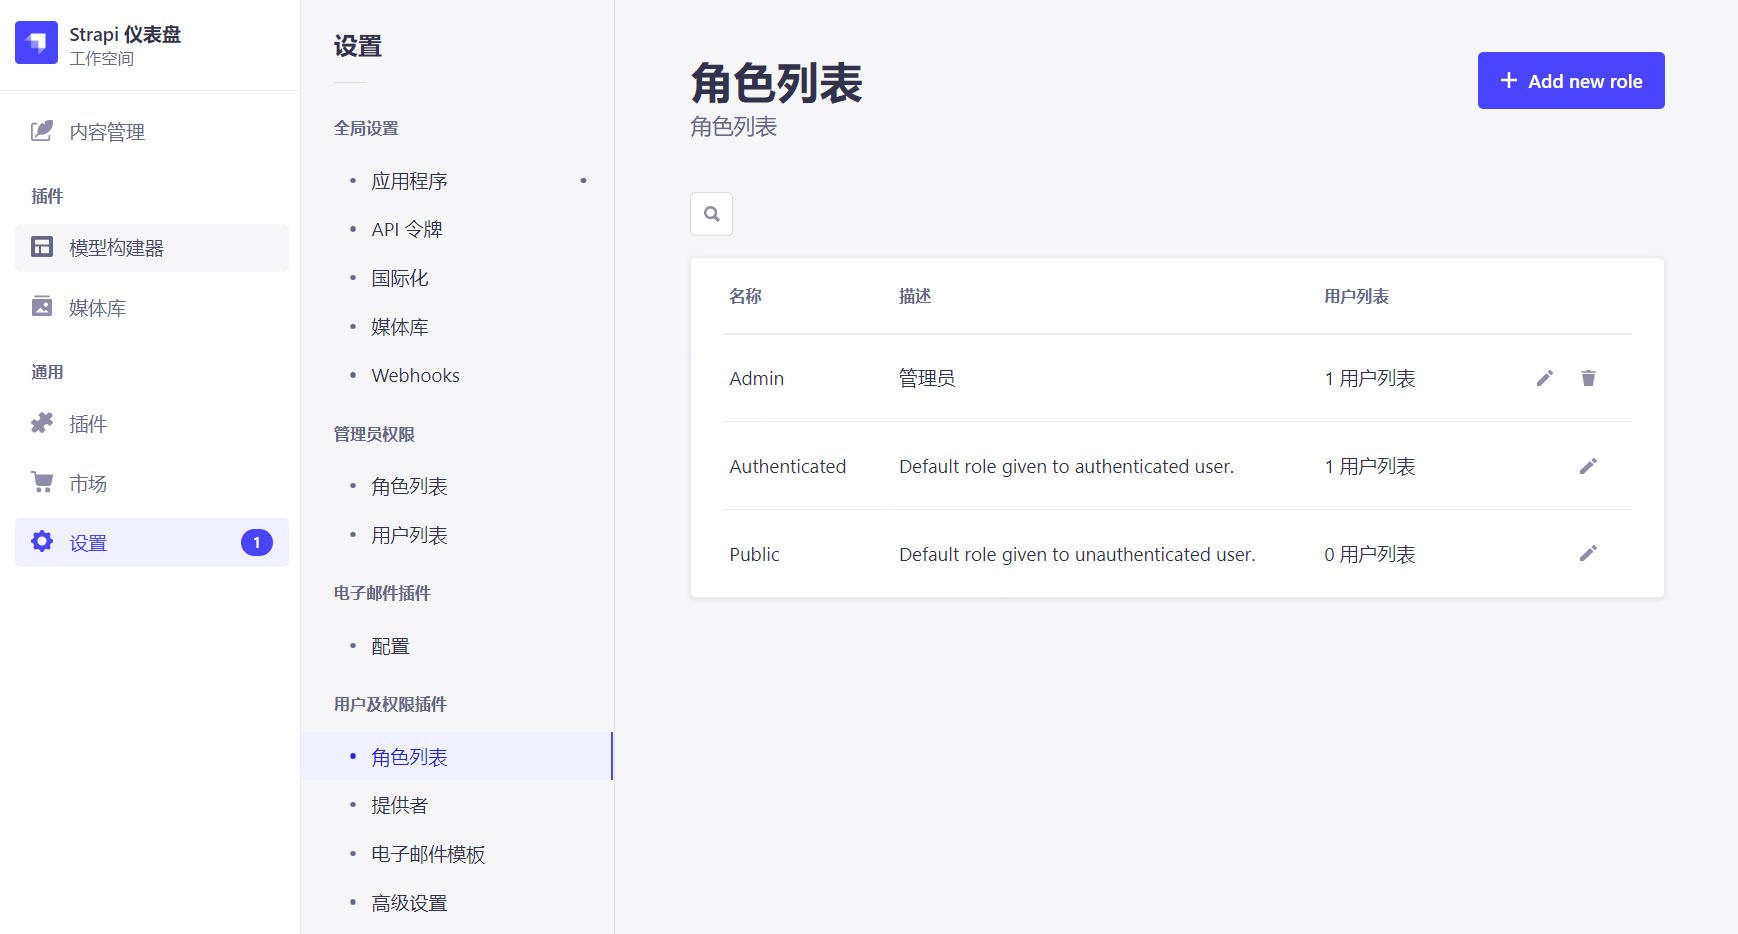 Strapi 仪表盘
工作空间
内容管理
插件
模型构建器
媒体库
通用
插件
市场
设置 1
设置
全局设置
应用程序
API 令牌
国际化
媒体库
Webhooks
管理员权限
角色列表
用户列表
电子邮件插件
配置
用户及权限插件
角色列表
提供者
电子邮件模板
高级设置
角色列表
角色列表
Add new role
名称 描述 用户列表
Admin 管理员 1 用户列表
Authenticated Default role given to authenticated user. 1 用户列表
Public Default role given to unauthenticated user. 0 用户列表